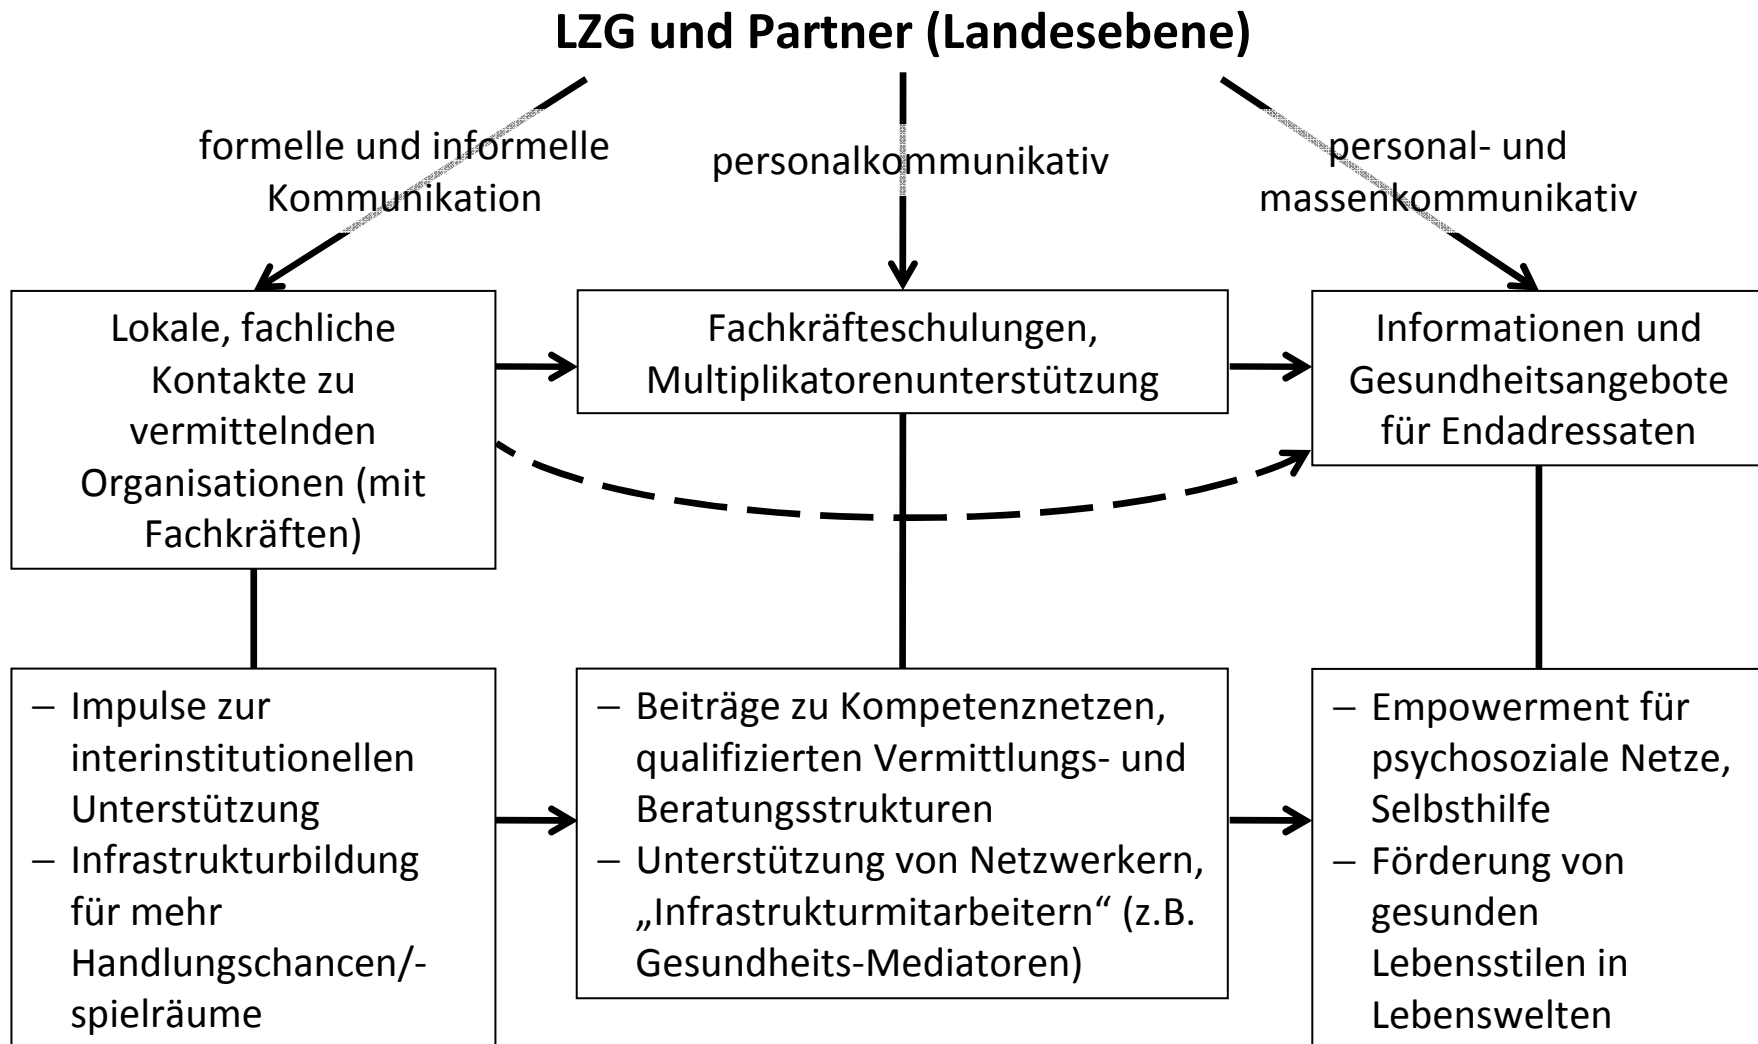 LZG und Partner (Landesebene)
formelle und informelle
Kommunikation
personalkommunikativ
personal- und
massenkommunikativ
Lokale, fachliche
Kontakte zu
vermittelnden
Organisationen (mit
Fachkräften)
Fachkräfteschulungen,
Multiplikatorenunterstützung
Informationen und
Gesundheitsangebote
für Endadressaten
– Impulse zur
interinstitutionellen
Unterstützung
– Infrastrukturbildung
für mehr
Handlungschancen/-
spielräume
– Beiträge zu Kompetenznetzen,
qualifizierten Vermittlungs- und
Beratungsstrukturen
– Unterstützung von Netzwerkern,
„Infrastrukturmitarbeitern“ (z.B.
Gesundheits-Mediatoren)
– Empowerment für
psychosoziale Netze,
Selbsthilfe
– Förderung von
gesunden
Lebensstilen in
Lebenswelten